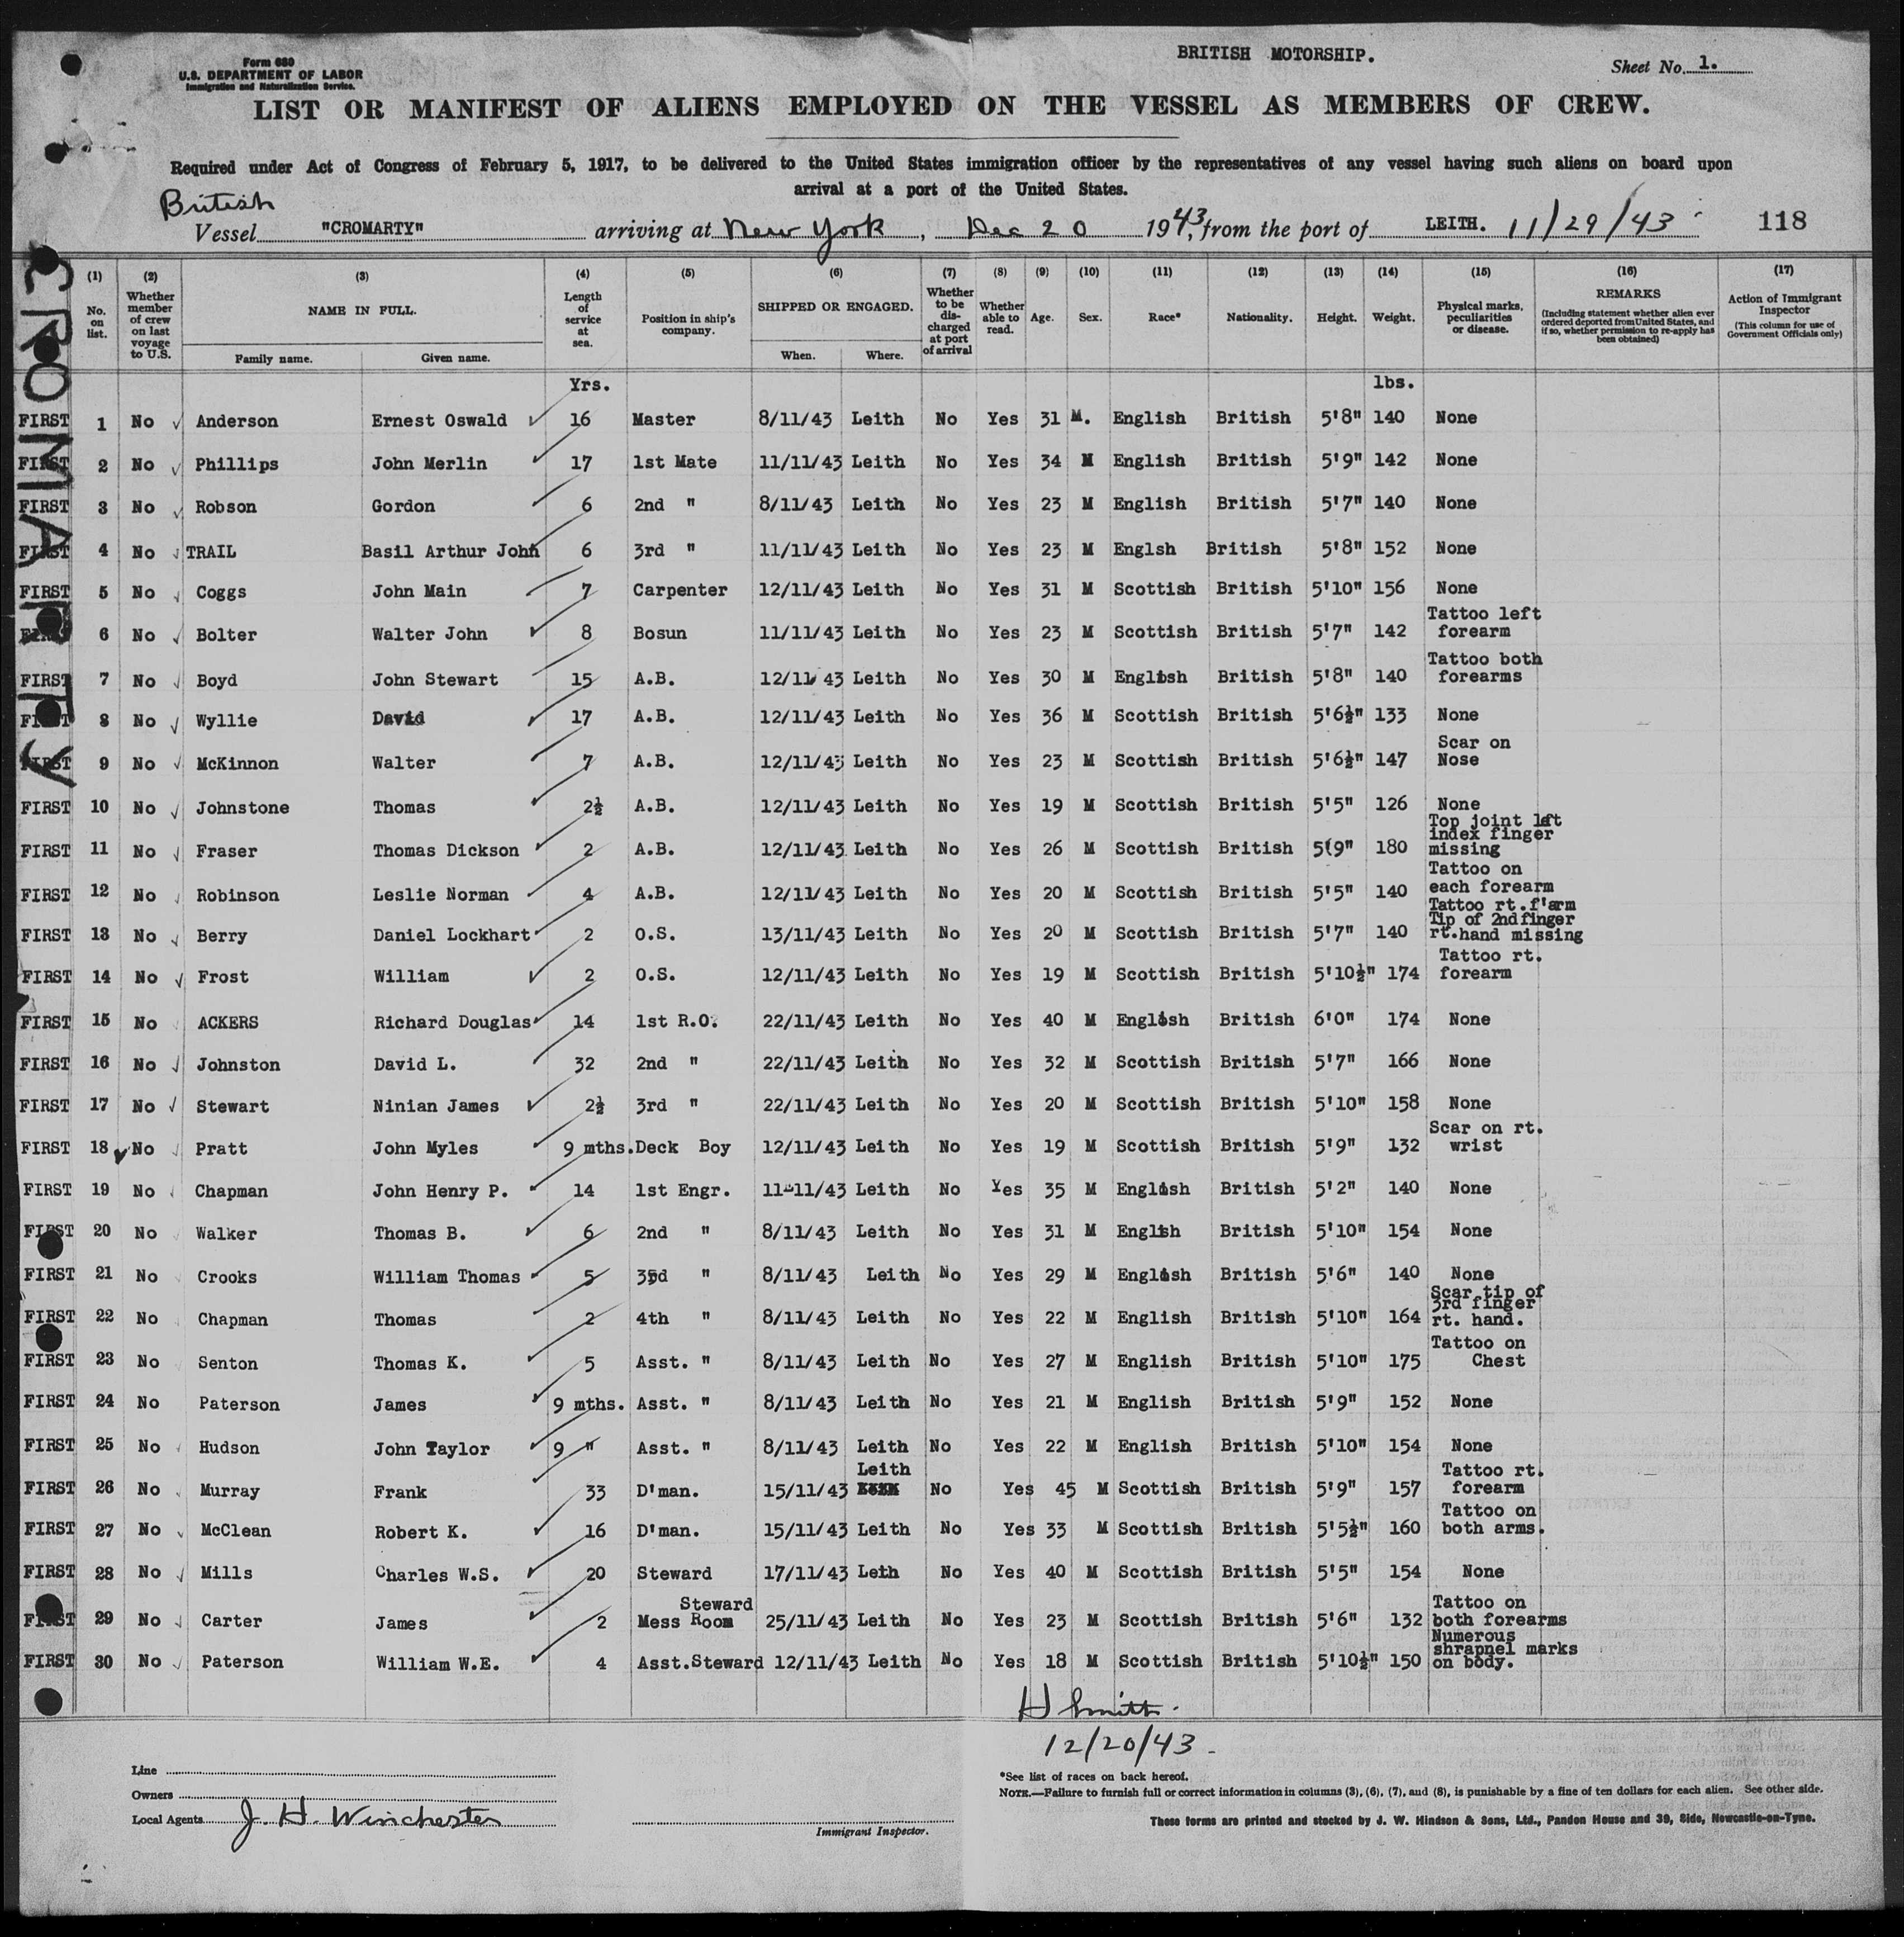 BRITISH MOTORSHIP.
Form 680
U.S. DEPARTMENT OF LABOR
Immigration and Naturalization Service.
Sheet No. 1.
LIST OR MANIFEST OF ALIENS EMPLOYED ON THE VESSEL AS MEMBERS OF CREW.
Required under Act of Congress of February 5, 1917, to be delivered to the United States immigration officer by the representatives of any vessel having such aliens on board upon
arrival at a port of the United States.
British
Vessel "CROMARTY" arriving at New York, Dec 20 1943, from the port of LEITH. 11/29/43 118
CROMARTY
(1) No. on list.
(2) Whether member of crew on last voyage to U.S.
(3) NAME IN FULL. Family name. Given name.
(4) Length of service at sea.
(5) Position in ship's company.
(6) SHIPPED OR ENGAGED. When. Where.
(7) Whether to be discharged at port of arrival
(8) Whether able to read.
(9) Age.
(10) Sex.
(11) Race*
(12) Nationality.
(13) Height.
(14) Weight.
(15) Physical marks, peculiarities or disease.
(16) REMARKS (Including statement whether alien ever ordered deported from United States, and if so, whether permission to re-apply has been obtained)
(17) Action of Immigrant Inspector (This column for use of Government Officials only)
Yrs. lbs.
FIRST 1 No Anderson Ernest Oswald 16 Master 8/11/43 Leith No Yes 31 M. English British 5'8" 140 None
FIRST 2 No Phillips John Merlin 17 1st Mate 11/11/43 Leith No Yes 34 M English British 5'9" 142 None
FIRST 3 No Robson Gordon 6 2nd " 8/11/43 Leith No Yes 23 M English British 5'7" 140 None
FIRST 4 No TRAIL Basil Arthur John 6 3rd " 11/11/43 Leith No Yes 23 M Englsh British 5'8" 152 None
FIRST 5 No Coggs John Main 7 Carpenter 12/11/43 Leith No Yes 31 M Scottish British 5'10" 156 None
FIRST 6 No Bolter Walter John 8 Bosun 11/11/43 Leith No Yes 23 M Scottish British 5'7" 142 Tattoo left forearm
FIRST 7 No Boyd John Stewart 15 A.B. 12/11/43 Leith No Yes 30 M English British 5'8" 140 Tattoo both forearms
FIRST 8 No Wyllie David 17 A.B. 12/11/43 Leith No Yes 36 M Scottish British 5'6½" 133 None
FIRST 9 No McKinnon Walter 7 A.B. 12/11/43 Leith No Yes 23 M Scottish British 5'6½" 147 Scar on Nose
FIRST 10 No Johnstone Thomas 2½ A.B. 12/11/43 Leith No Yes 19 M Scottish British 5'5" 126 None
FIRST 11 No Fraser Thomas Dickson 2 A.B. 12/11/43 Leith No Yes 26 M Scottish British 5(9" 180 Top joint left index finger missing
FIRST 12 No Robinson Leslie Norman 4 A.B. 12/11/43 Leith No Yes 20 M Scottish British 5'5" 140 Tattoo on each forearm
FIRST 13 No Berry Daniel Lockhart 2 O.S. 13/11/43 Leith No Yes 20 M Scottish British 5'7" 140 Tattoo rt.f'arm Tip of 2nd finger rt.hand missing
FIRST 14 No Frost William 2 O.S. 12/11/43 Leith No Yes 19 M Scottish British 5'10½" 174 Tattoo rt. forearm
FIRST 15 No ACKERS Richard Douglas 14 1st R.O. 22/11/43 Leith No Yes 40 M English British 6'0" 174 None
FIRST 16 No Johnston David L. 32 2nd " 22/11/43 Leith No Yes 32 M Scottish British 5'7" 166 None
FIRST 17 No Stewart Ninian James 2½ 3rd " 22/11/43 Leith No Yes 20 M Scottish British 5'10" 158 None
FIRST 18 No Pratt John Myles 9 mths. Deck Boy 12/11/43 Leith No Yes 19 M Scottish British 5'9" 132 Scar on rt. wrist
FIRST 19 No Chapman John Henry P. 14 1st Engr. 11-11/43 Leith No Yes 35 M English British 5'2" 140 None
FIRST 20 No Walker Thomas B. 6 2nd " 8/11/43 Leith No Yes 31 M English British 5'10" 154 None
FIRST 21 No Crooks William Thomas 5 3rd " 8/11/43 Leith No Yes 29 M English British 5'6" 140 None
FIRST 22 No Chapman Thomas 2 4th " 8/11/43 Leith No Yes 22 M English British 5'10" 164 Scar tip of 3rd finger rt. hand.
FIRST 23 No Senton Thomas K. 5 Asst. " 8/11/43 Leith No Yes 27 M English British 5'10" 175 Tattoo on Chest
FIRST 24 No Paterson James 9 mths. Asst. " 8/11/43 Leith No Yes 21 M English British 5'9" 152 None
FIRST 25 No Hudson John Taylor 9 " Asst. " 8/11/43 Leith No Yes 22 M English British 5'10" 154 None
FIRST 26 No Murray Frank 33 D'man. 15/11/43 Leith No Yes 45 M Scottish British 5'9" 157 Tattoo rt. forearm
FIRST 27 No McClean Robert K. 16 D'man. 15/11/43 Leith No Yes 33 M Scottish British 5'5½" 160 Tattoo on both arms.
FIRST 28 No Mills Charles W.S. 20 Steward 17/11/43 Leth No Yes 40 M Scottish British 5'5" 154 None
FIRST 29 No Carter James 2 Mess Room Steward 25/11/43 Leith No Yes 23 M Scottish British 5'6" 132 Tattoo on both forearms
FIRST 30 No Paterson William W.E. 4 Asst.Steward 12/11/43 Leith No Yes 18 M Scottish British 5'10½" 150 Numerous shrapnel marks on body.
H Smith.
12/20/43.
Line
Owners
Local Agents J. H. Winchester
Immigrant Inspector.
*See list of races on back hereof.
NOTE.—Failure to furnish full or correct information in columns (3), (6), (7), and (8), is punishable by a fine of ten dollars for each alien. See other side.
These forms are printed and stocked by J. W. Hindson & Sons, Ltd., Pandon House and 39, Side, Newcastle-on-Tyne.